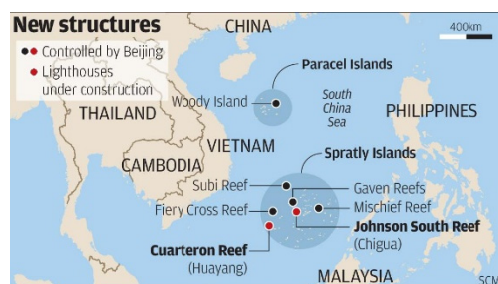 New structures
Controlled by Beijing
Lighthouses
under construction
CHINA
400km
Paracel Islands
Woody Island
South
China
Sea
THAILAND
PHILIPPINES
VIETNAM
CAMBODIA
Spratly Islands
Subi Reef
Gaven Reefs
Fiery Cross Reef
Mischief Reef
Johnson South Reef
(Chigua)
Cuarteron Reef
(Huayang)
MALAYSIA
SCM